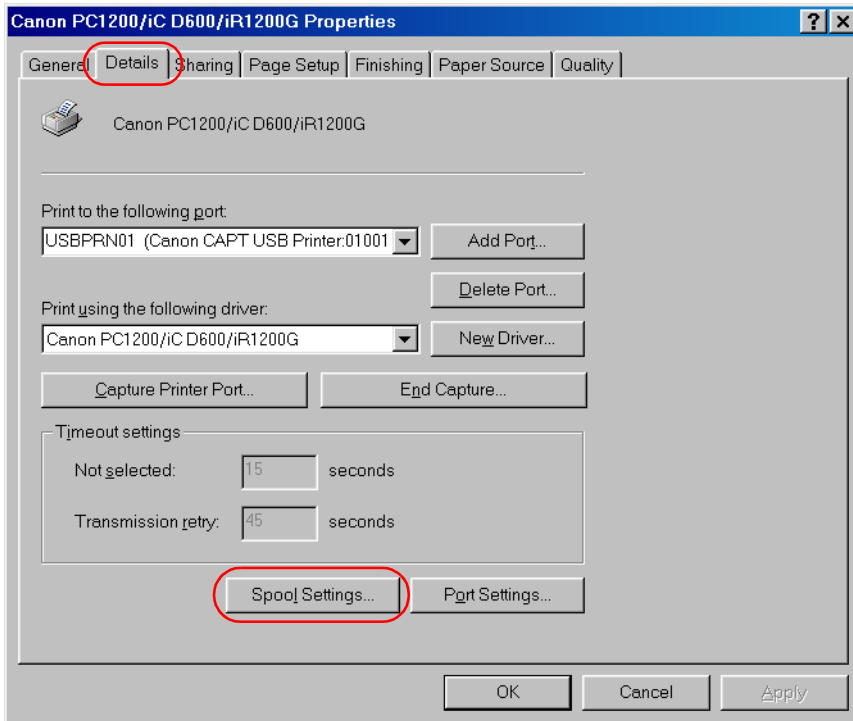 Canon PC1200/iC D600/iR1200G Properties
General Details Sharing Page Setup Finishing Paper Source Quality
Canon PC1200/iC D600/iR1200G
Print to the following port:
USBPRN01 (Canon CAPT USB Printer:01001 Add Port...
Delete Port...
Print using the following driver:
Canon PC1200/iC D600/iR1200G New Driver...
Capture Printer Port... End Capture...
Timeout settings
Not selected: 15 seconds
Transmission retry: 45 seconds
Spool Settings... Port Settings...
OK Cancel Apply